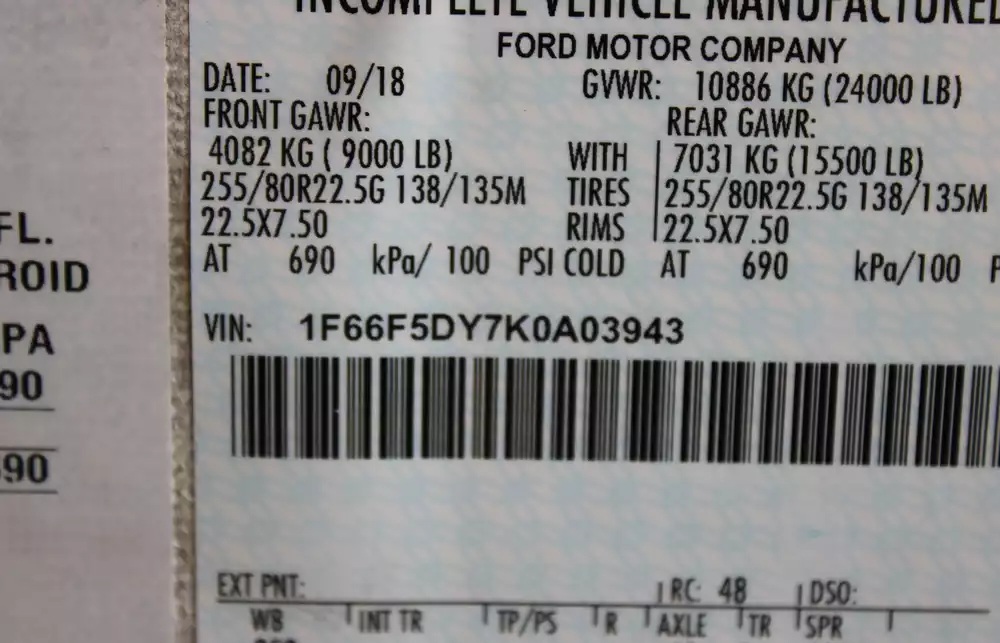 INCOMPLETE VEHICLE MANUFACTURED
FORD MOTOR COMPANY
DATE: 09/18 GVWR: 10886 KG (24000 LB)
FRONT GAWR: REAR GAWR:
4082 KG ( 9000 LB) WITH 7031 KG (15500 LB)
255/80R22.5G 138/135M TIRES 255/80R22.5G 138/135M
22.5X7.50 RIMS 22.5X7.50
AT 690 kPa/ 100 PSI COLD AT 690 kPa/100 P
VIN: 1F66F5DY7K0A03943
EXT PNT: RC: 48 DSO:
WB INT TR TP/PS R AXLE TR SPR
FL.
ROID
PA
90
90